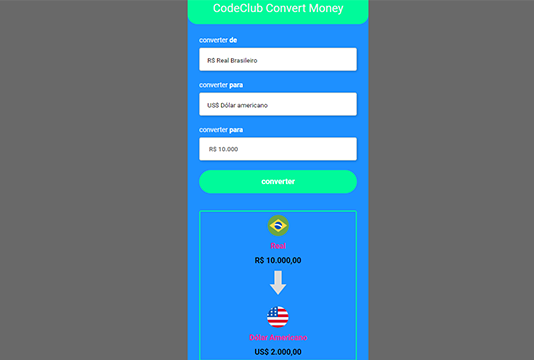 CodeClub Convert Money
converter de
R$ Real Brasileiro
converter para
US$ Dólar americano
converter para
R$ 10.000
converter
Real
R$ 10.000,00
Dólar Americano
US$ 2.000,00